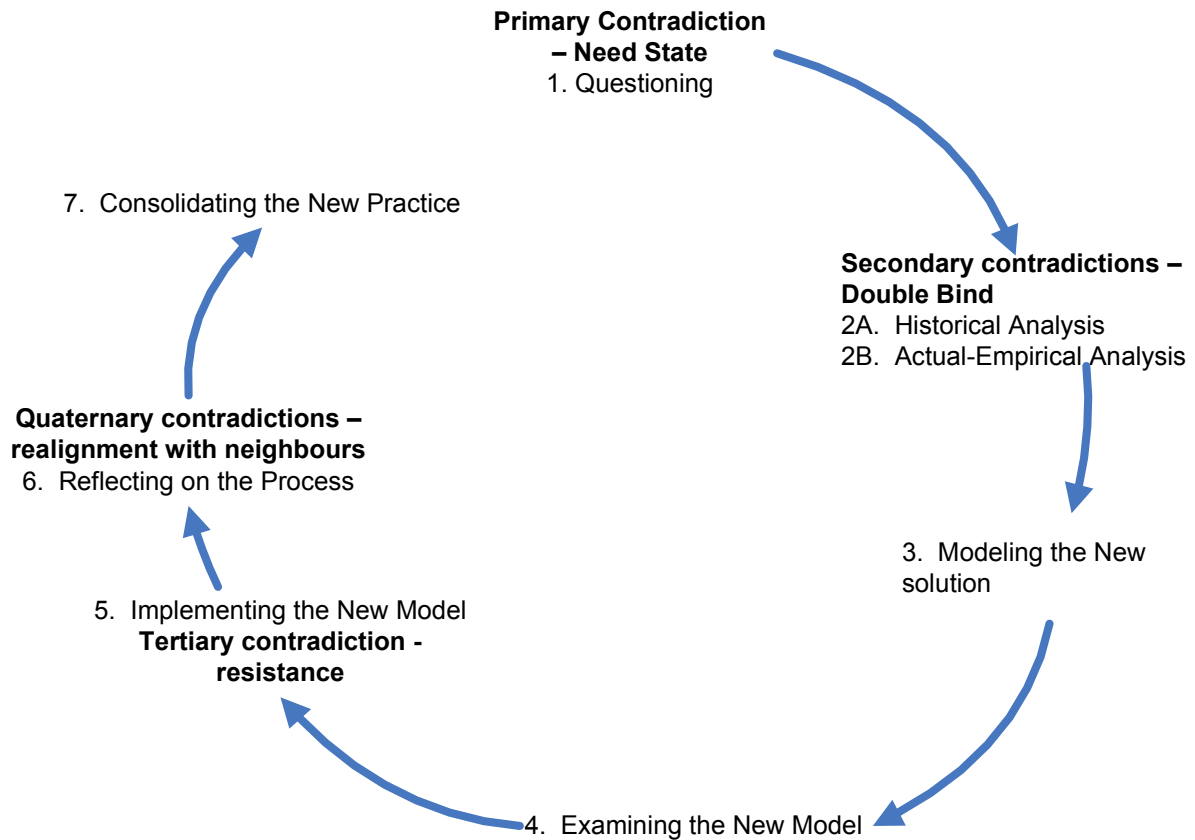 Primary Contradiction
– Need State
1. Questioning
Secondary contradictions –
Double Bind
2A. Historical Analysis
2B. Actual-Empirical Analysis
3. Modeling the New
solution
4. Examining the New Model
5. Implementing the New Model
Tertiary contradiction -
resistance
Quaternary contradictions –
realignment with neighbours
6. Reflecting on the Process
7. Consolidating the New Practice